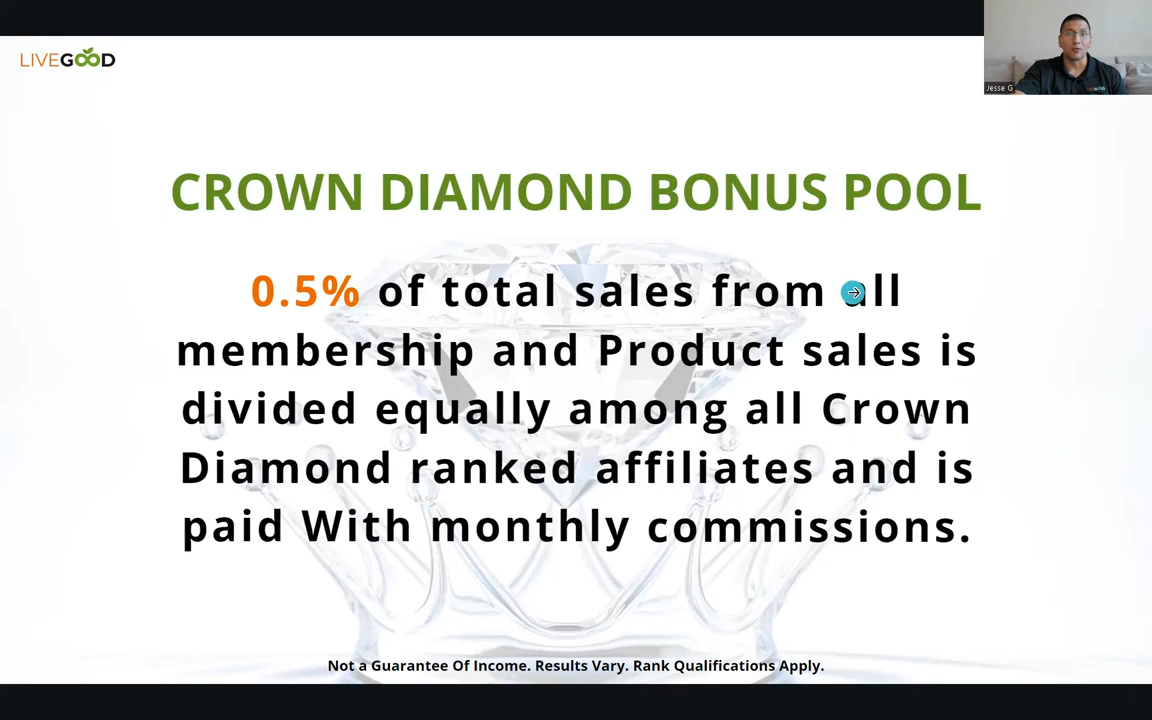 LIVEGOOD
Jesse G
CROWN DIAMOND BONUS POOL
0.5% of total sales from all
membership and Product sales is
divided equally among all Crown
Diamond ranked affiliates and is
paid With monthly commissions.
Not a Guarantee Of Income. Results Vary. Rank Qualifications Apply.